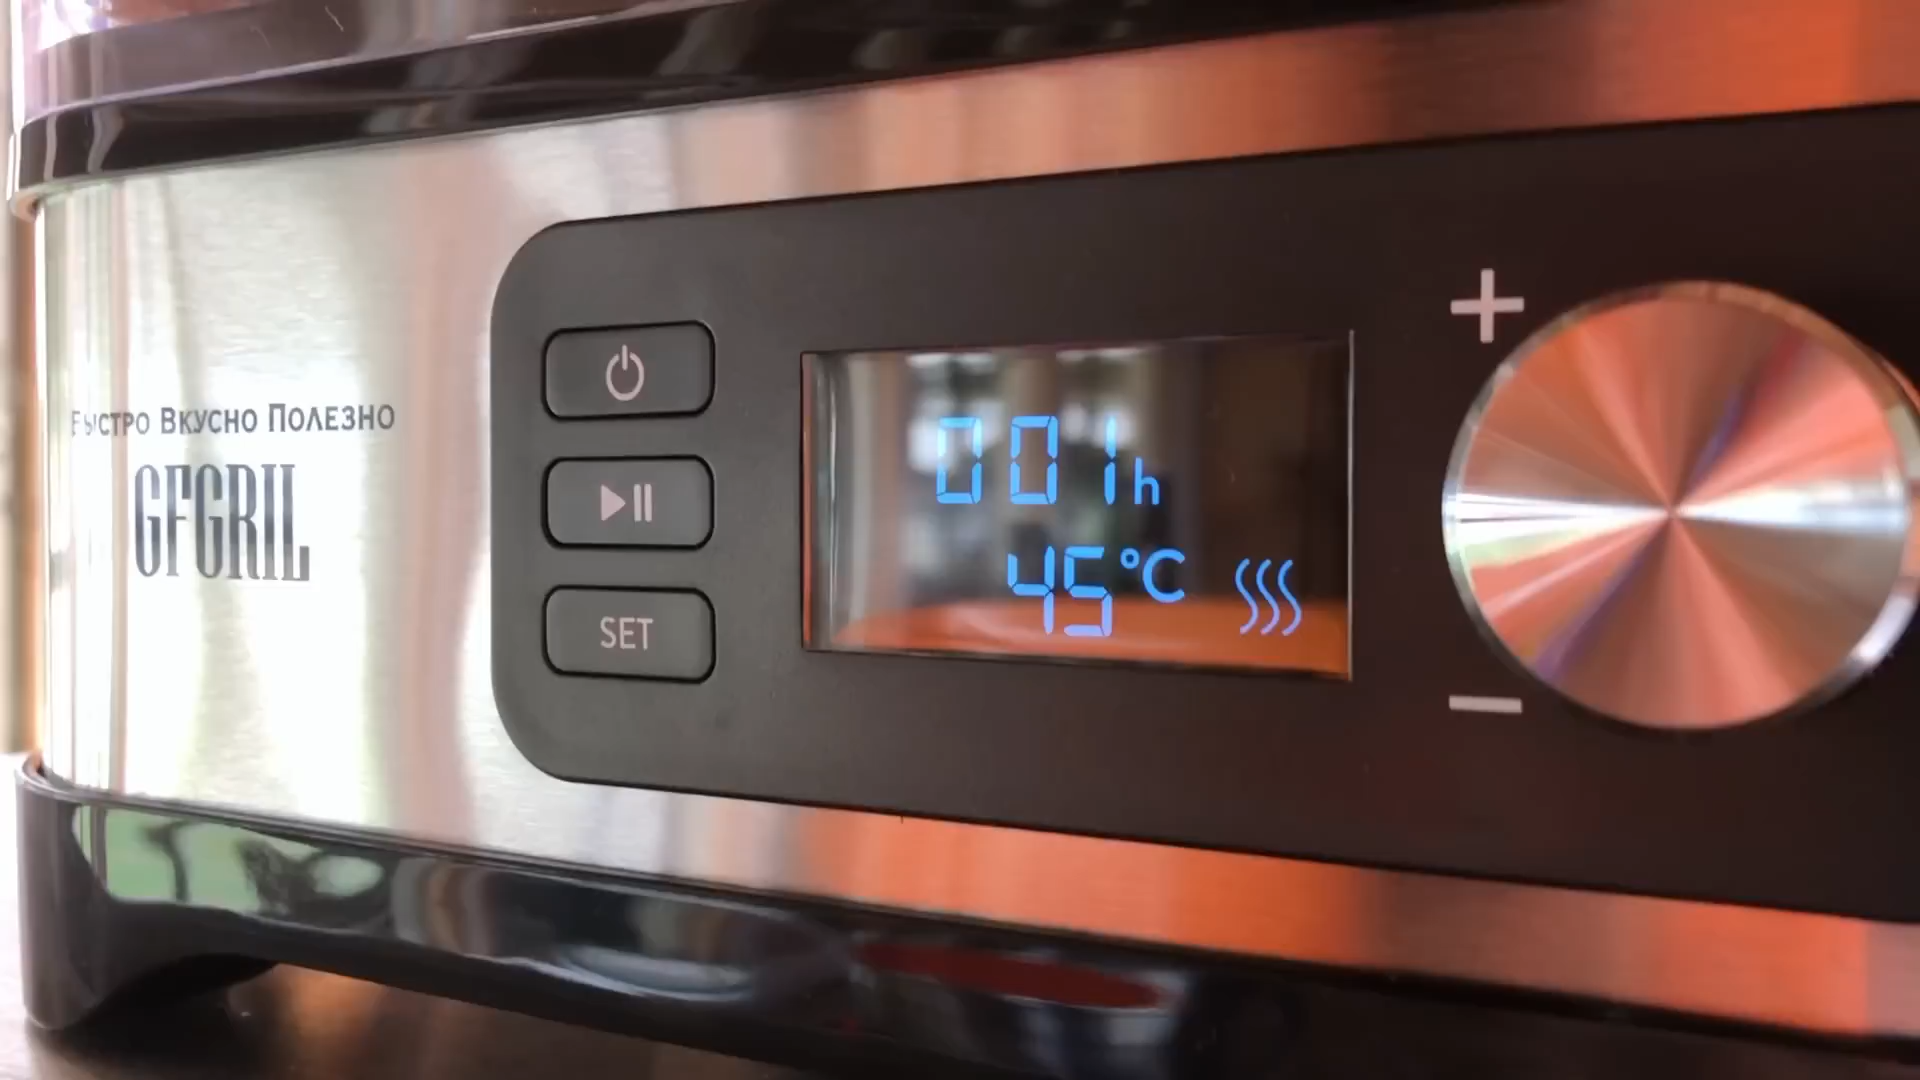 Быстро Вкусно Полезно
GFGRIL
SET
001h
45°C
+
−